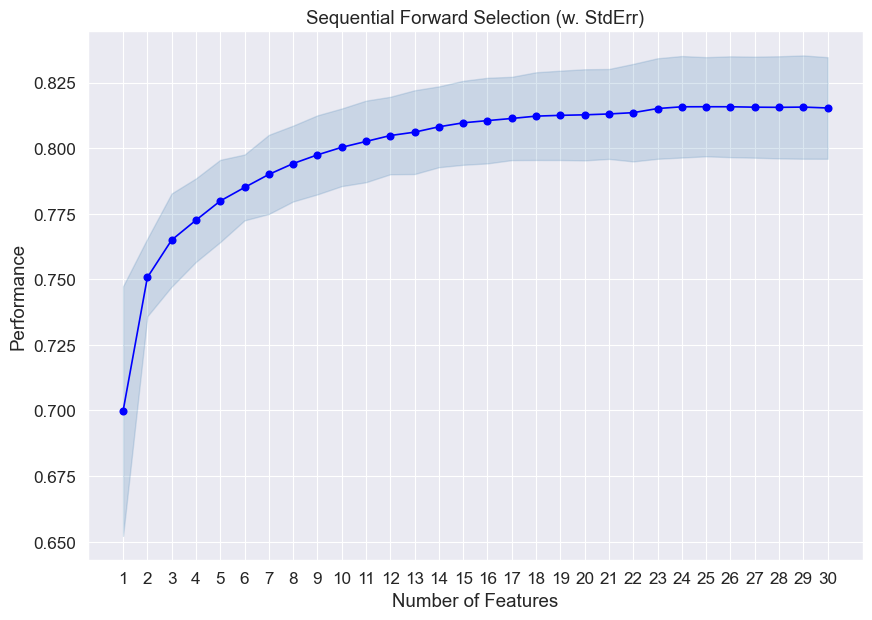 Sequential Forward Selection (w. StdErr)
Performance
0.825
0.800
0.775
0.750
0.725
0.700
0.675
0.650
1 2 3 4 5 6 7 8 9 10 11 12 13 14 15 16 17 18 19 20 21 22 23 24 25 26 27 28 29 30
Number of Features